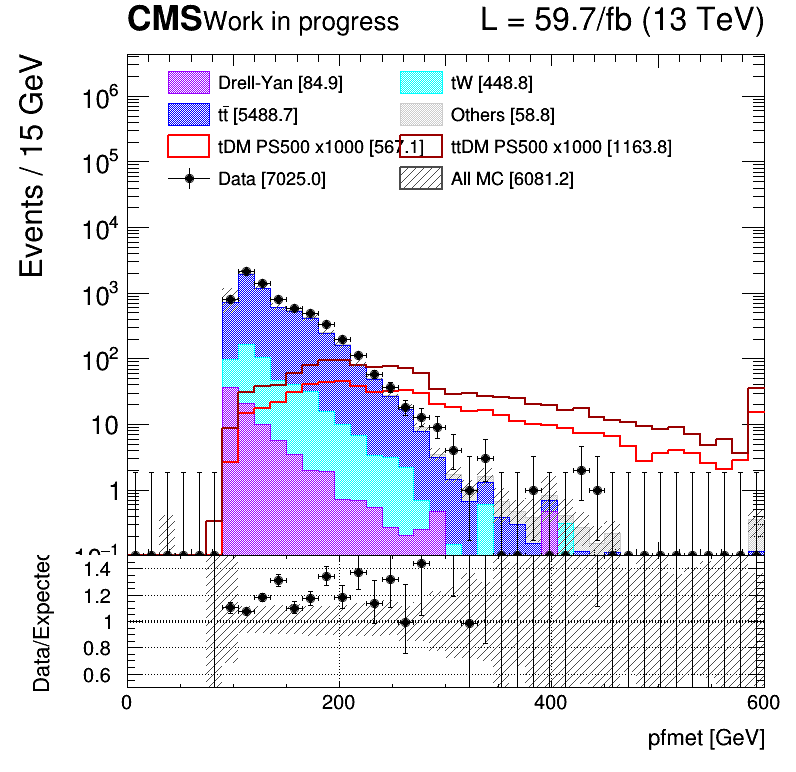 CMS Work in progress L = 59.7/fb (13 TeV)
Events / 15 GeV
Drell-Yan [84.9] tW [448.8]
tt̄ [5488.7] Others [58.8]
tDM PS500 x1000 [567.1] ttDM PS500 x1000 [1163.8]
Data [7025.0] All MC [6081.2]
10⁶
10⁵
10⁴
10³
10²
10
1
10⁻¹
Data/Expected
1.4
1.2
1
0.8
0.6
0 200 400 600
pfmet [GeV]